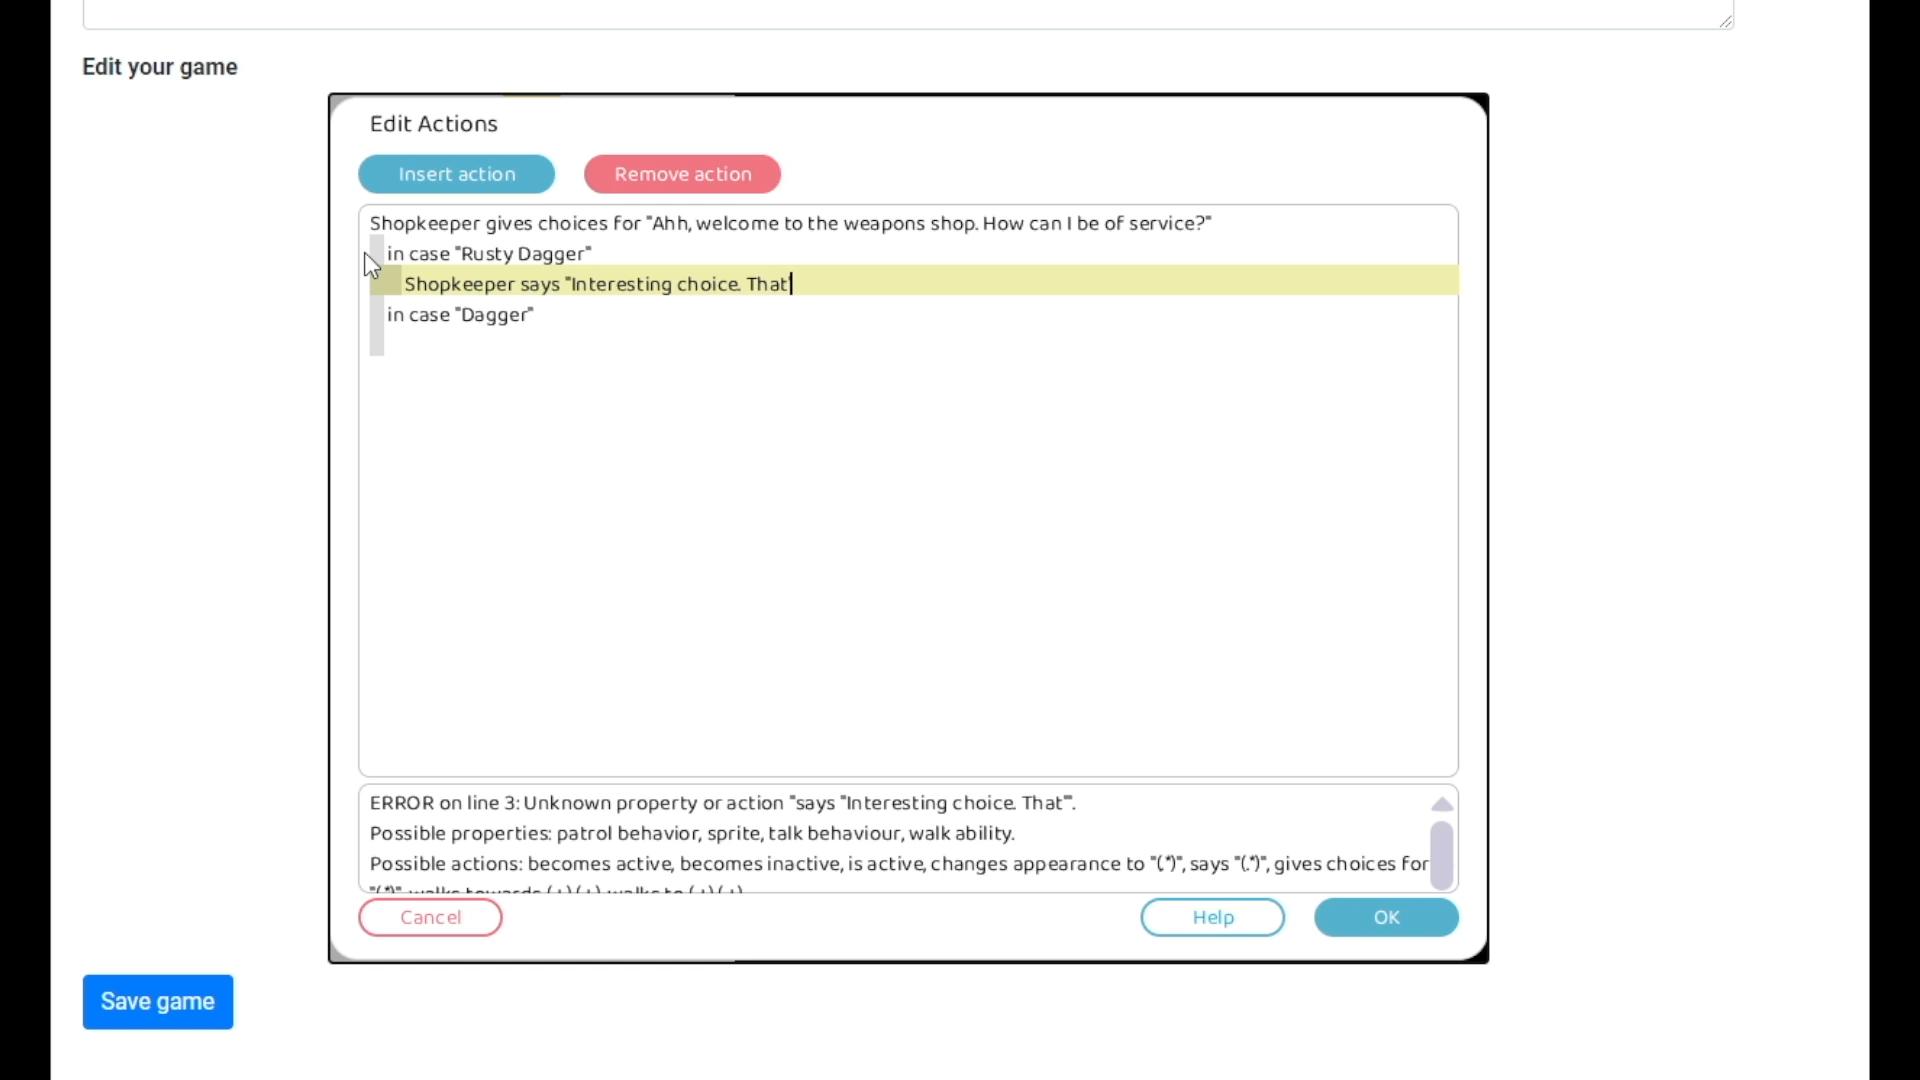 Edit your game
Edit Actions
Insert action
Remove action
Shopkeeper gives choices for "Ahh, welcome to the weapons shop. How can I be of service?"
in case "Rusty Dagger"
Shopkeeper says "Interesting choice. That'
in case "Dagger"
ERROR on line 3: Unknown property or action "says "Interesting choice. That'".
Possible properties: patrol behavior, sprite, talk behaviour, walk ability.
Possible actions: becomes active, becomes inactive, is active, changes appearance to "(.*)", says "(.*)", gives choices for
"(.*)", walks towards (.+) (.+), walks to (.+) (.+)
Cancel
Help
OK
Save game